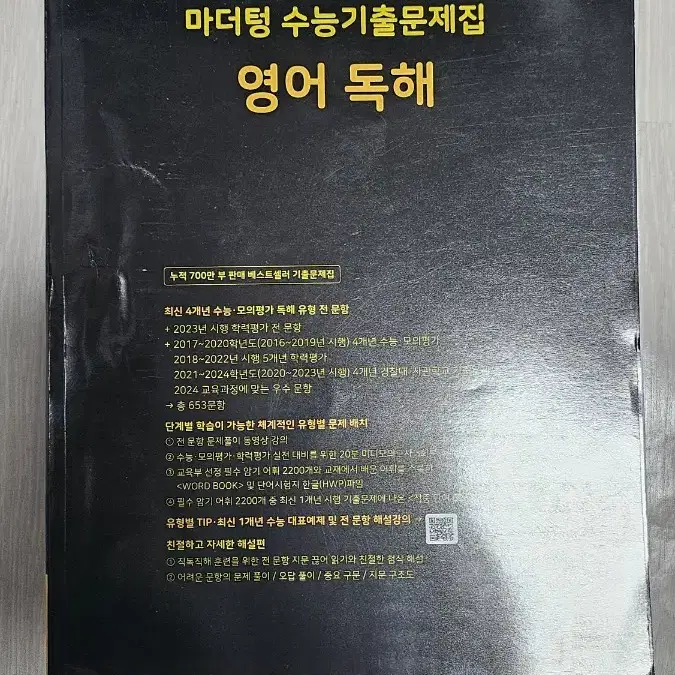 마더텅 수능기출문제집
영어 독해
누적 700만 부 판매 베스트셀러 기출문제집
최신 4개년 수능·모의평가 독해 유형 전 문항
+ 2023년 시행 학력평가 전 문항
+ 2017~2020학년도(2016~2019년 시행) 4개년 수능·모의평가
2018~2022년 시행 5개년 학력평가
2021~2024학년도(2020~2023년 시행) 4개년 경찰대·사관학교
2024 교육과정에 맞는 우수 문항
→ 총 653문항
단계별 학습이 가능한 체계적인 유형별 문제 배치
① 전 문항 문제풀이 동영상 강의
② 수능·모의평가·학력평가 실전 대비를 위한 20분 미니모의고사
③ 교육부 선정 필수 암기 어휘 2200개와 교재에서 배운 어휘를 수록한
<WORD BOOK> 및 단어시험지 한글(HWP)파일
④ 필수 암기 어휘 2200개 중 최신 1개년 시행 기출문제에 나온
유형별 TIP·최신 1개년 수능 대표예제 및 전 문항 해설강의 →
친절하고 자세한 해설편
① 직독직해 훈련을 위한 전 문항 지문 끊어 읽기와 친절한 첨삭 해설
② 어려운 문항의 문제 풀이 / 오답 풀이 / 중요 구문 / 지문 구조도